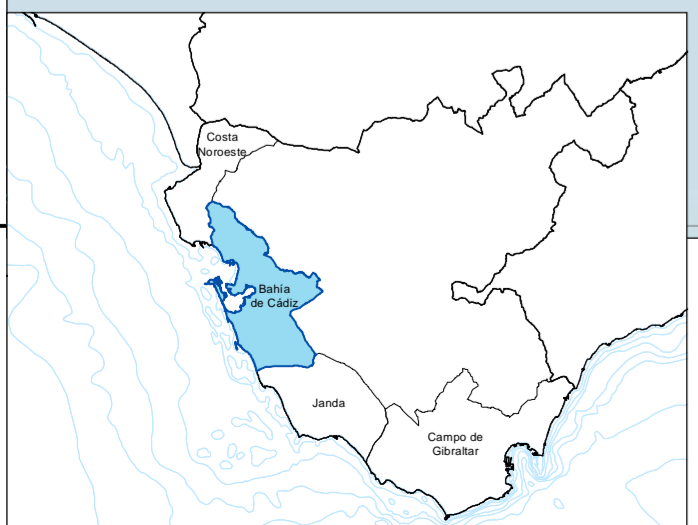 Costa
Noroeste
Bahía
de Cádiz
Janda
Campo de
Gibraltar